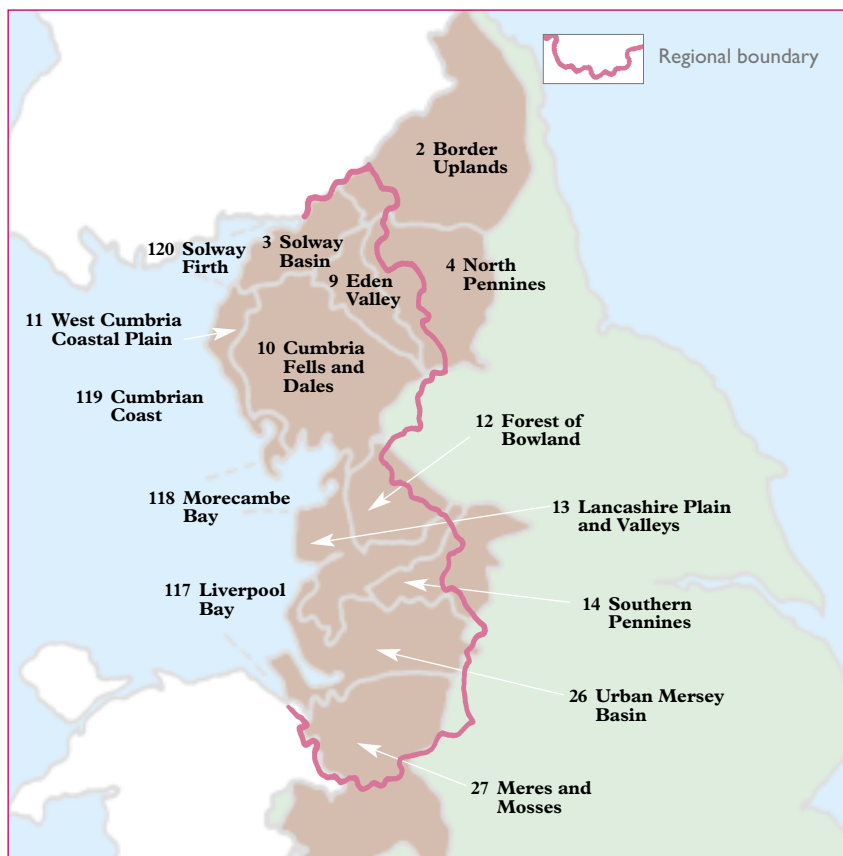 Regional boundary
2 Border
Uplands
120 Solway
Firth
3 Solway
Basin
9 Eden
Valley
4 North
Pennines
11 West Cumbria
Coastal Plain
10 Cumbria
Fells and
Dales
119 Cumbrian
Coast
12 Forest of
Bowland
118 Morecambe
Bay
13 Lancashire Plain
and Valleys
117 Liverpool
Bay
14 Southern
Pennines
26 Urban Mersey
Basin
27 Meres and
Mosses